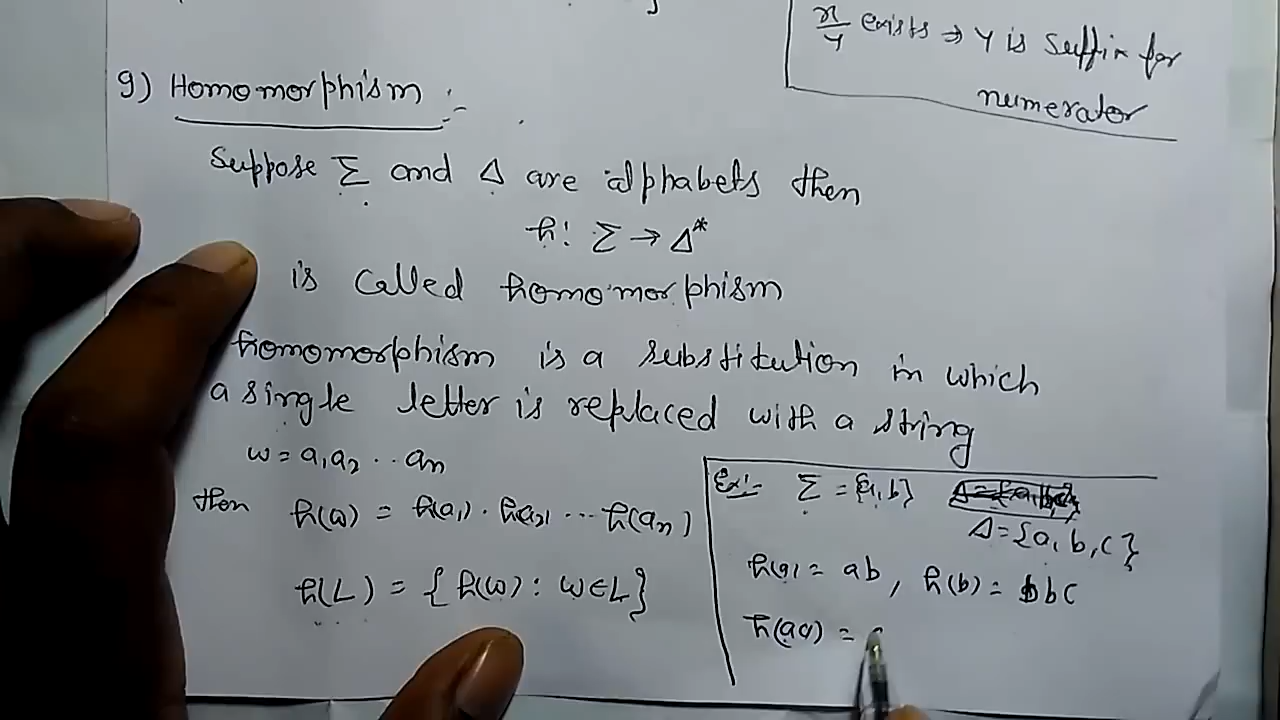 x/y exists ⇒ y is suffix for
numerator
9) Homomorphism :-
Suppose Σ and Δ are alphabets then
h: Σ → Δ*
is called homomorphism
homomorphism is a substitution in which
a single letter is replaced with a string
w = a₁a₂ .. aₙ
then h(w) = h(a₁) . h(a₂) ... h(aₙ)
h(L) = { h(w) : w ∈ L }
Ex:- Σ = {a, b}
Δ = {a, b, c}
h(a) = ab, h(b) = bbc
h(aa) =